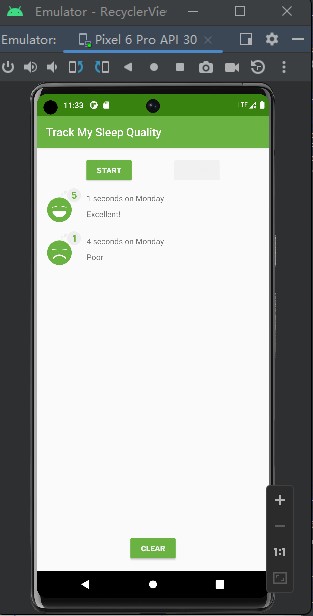 Emulator - RecyclerVie
Emulator: Pixel 6 Pro API 30
11:33
Track My Sleep Quality
START
5
1 seconds on Monday
Excellent!
1
4 seconds on Monday
Poor
CLEAR
1:1